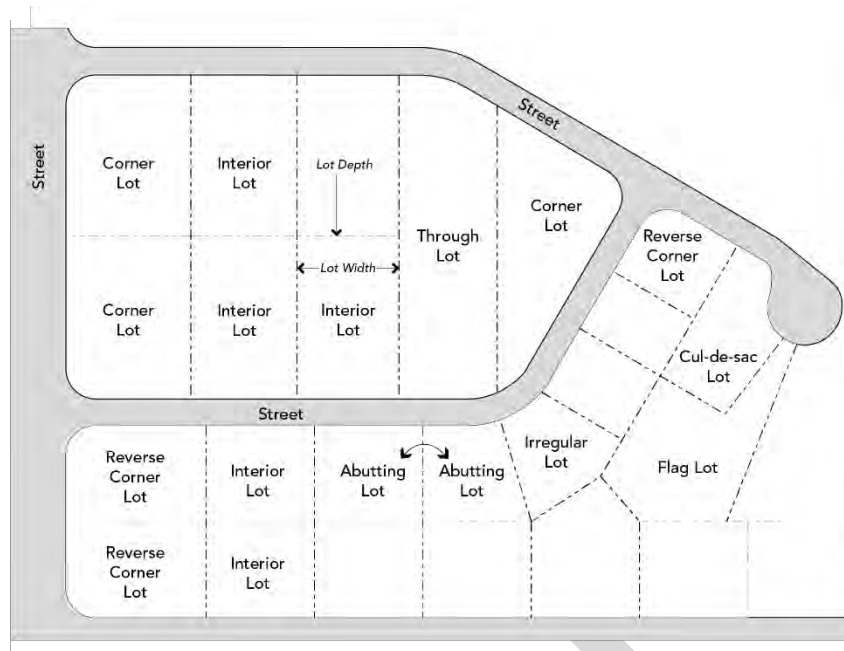 Street
Street
Corner
Lot
Interior
Lot
Lot Depth
Through
Lot
Corner
Lot
Reverse
Corner
Lot
Lot Width
Corner
Lot
Interior
Lot
Interior
Lot
Cul-de-sac
Lot
Street
Reverse
Corner
Lot
Interior
Lot
Abutting
Lot
Abutting
Lot
Irregular
Lot
Flag Lot
Reverse
Corner
Lot
Interior
Lot